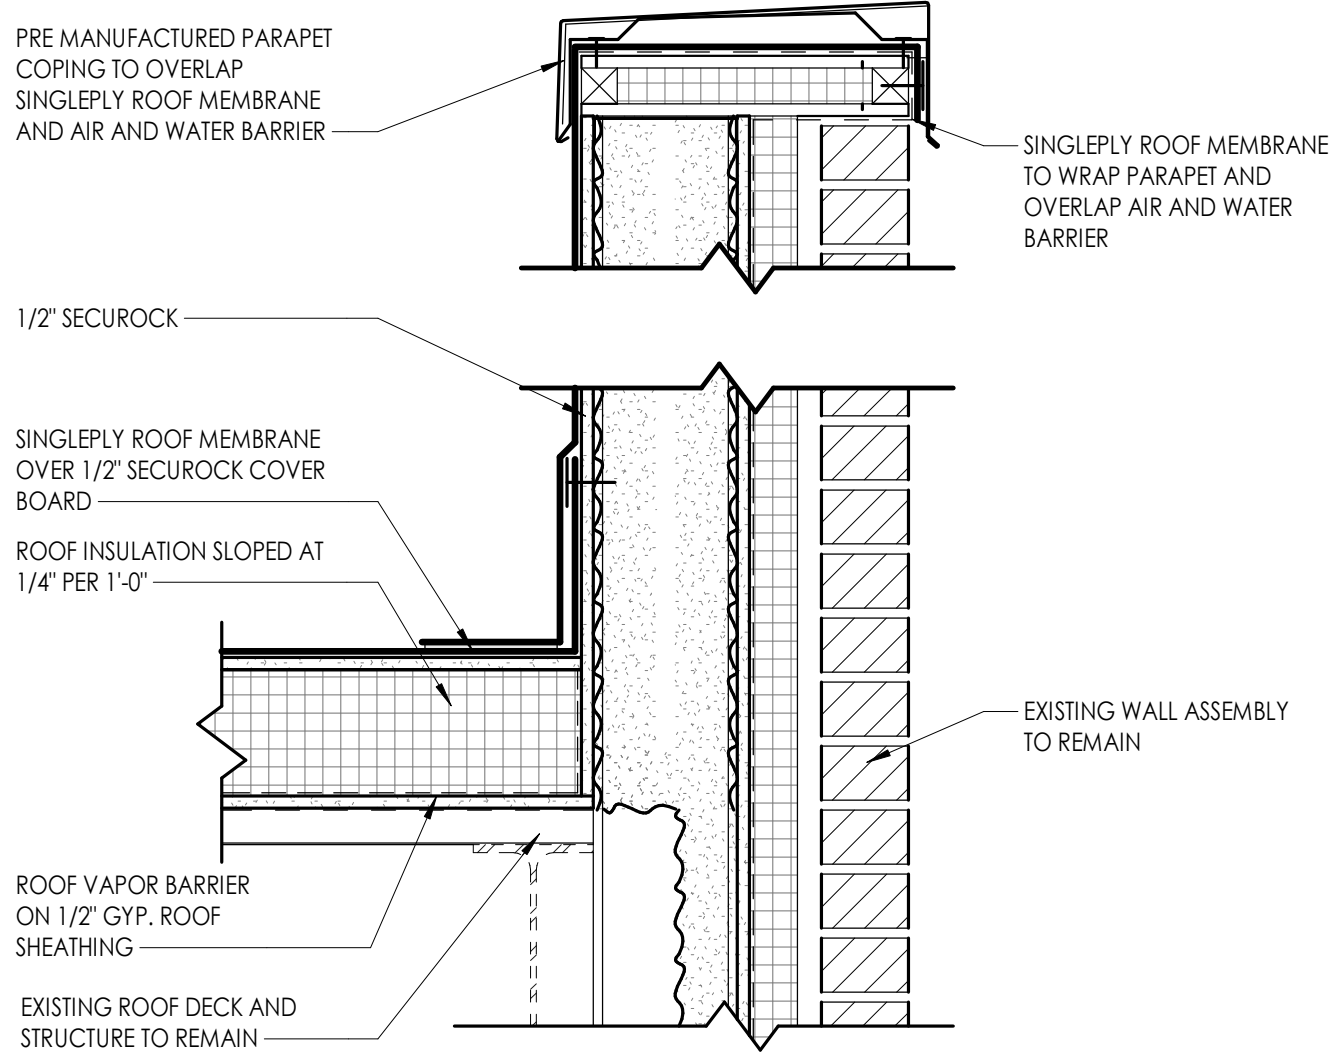 PRE MANUFACTURED PARAPET
COPING TO OVERLAP
SINGLEPLY ROOF MEMBRANE
AND AIR AND WATER BARRIER
SINGLEPLY ROOF MEMBRANE
TO WRAP PARAPET AND
OVERLAP AIR AND WATER
BARRIER
1/2" SECUROCK
SINGLEPLY ROOF MEMBRANE
OVER 1/2" SECUROCK COVER
BOARD
ROOF INSULATION SLOPED AT
1/4" PER 1'-0"
EXISTING WALL ASSEMBLY
TO REMAIN
ROOF VAPOR BARRIER
ON 1/2" GYP. ROOF
SHEATHING
EXISTING ROOF DECK AND
STRUCTURE TO REMAIN